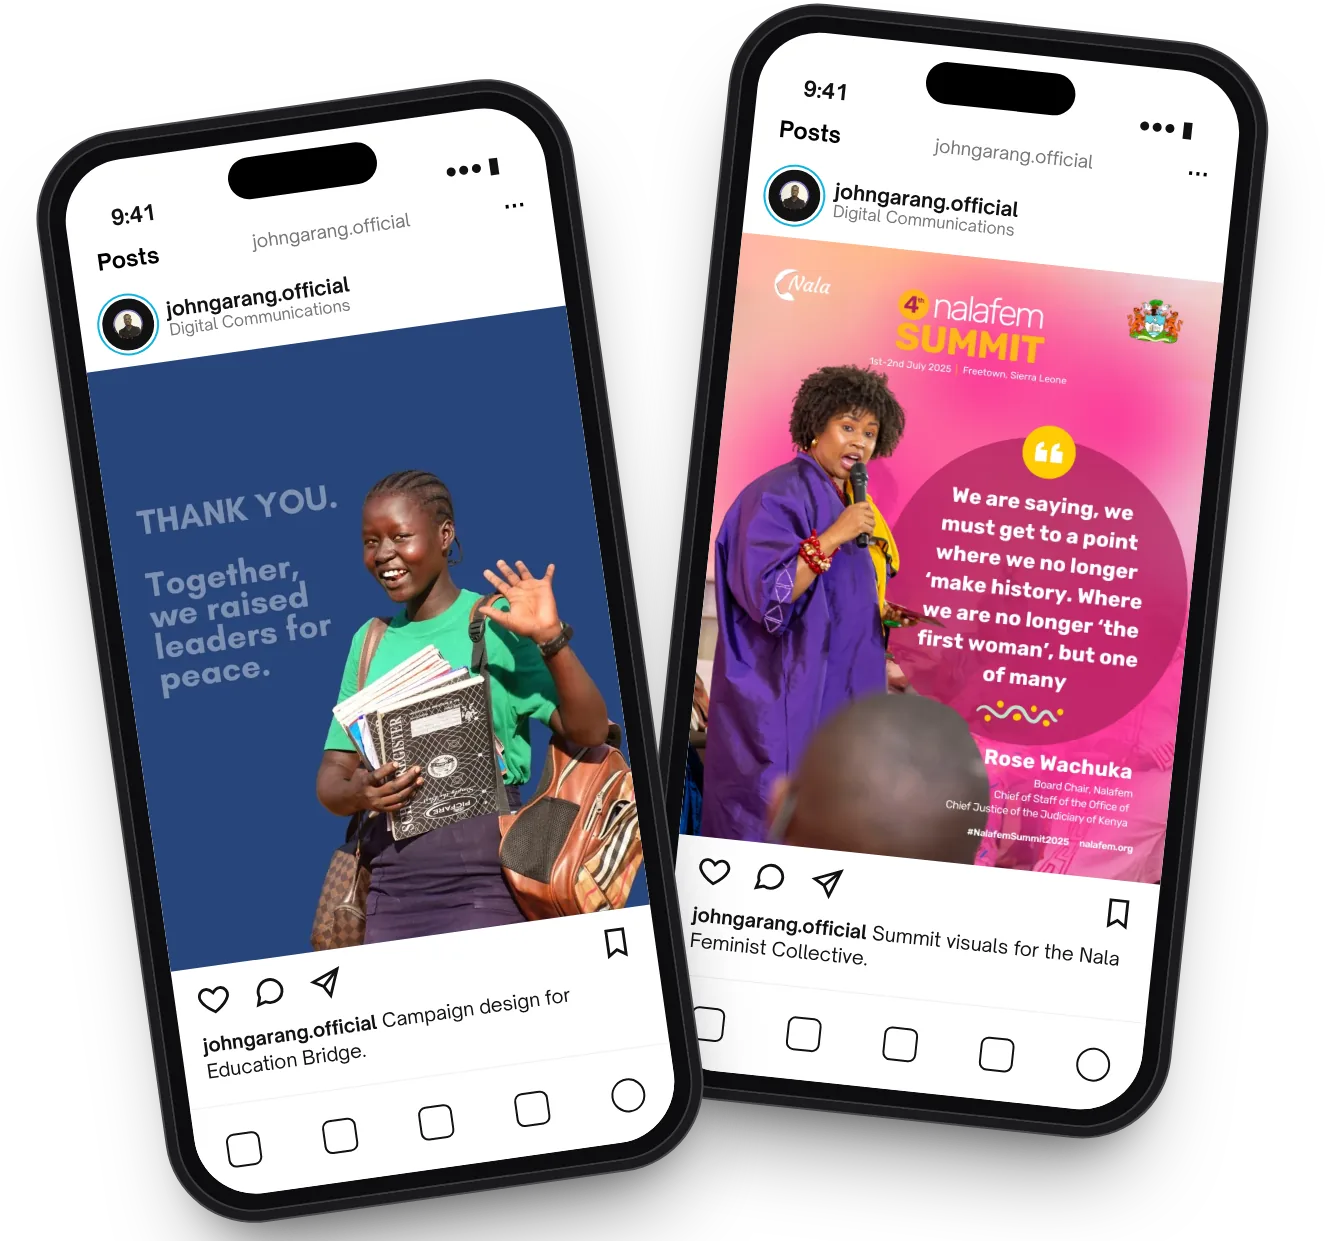 9:41
Posts
johngarang.official
...
johngarang.official
Digital Communications
THANK YOU.
Together,
we raised
leaders for
peace.
REGISTER
PICFARE
johngarang.official Campaign design for
Education Bridge.
9:41
Posts
johngarang.official
...
johngarang.official
Digital Communications
Nala
4th nalafem
SUMMIT
1st-2nd July 2025 | Freetown, Sierra Leone
“
We are saying, we
must get to a point
where we no longer
‘make history. Where
we are no longer ‘the
first woman’, but one
of many
Rose Wachuka
Board Chair, Nalafem
Chief of Staff of the Office of
Chief Justice of the Judiciary of Kenya
#NalafemSummit2025 nalafem.org
johngarang.official Summit visuals for the Nala
Feminist Collective.